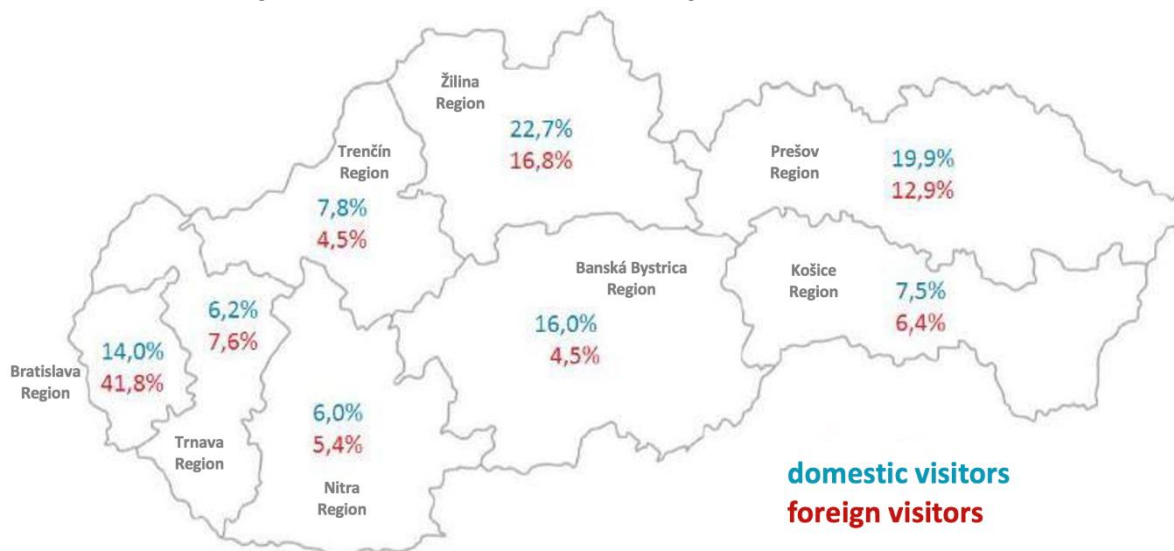 Žilina
Region
22,7%
16,8%
Trenčín
Region
7,8%
4,5%
Prešov
Region
19,9%
12,9%
Banská Bystrica
Region
16,0%
4,5%
Košice
Region
7,5%
6,4%
6,2%
7,6%
Trnava
Region
14,0%
41,8%
Bratislava
Region
6,0%
5,4%
Nitra
Region
domestic visitors
foreign visitors